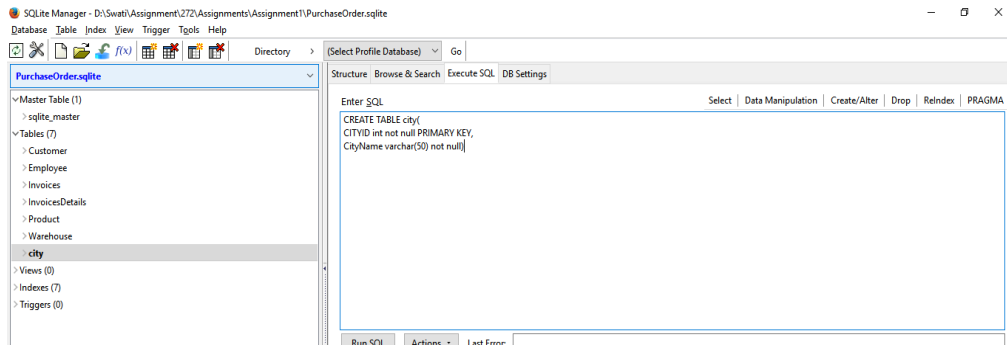 SQLite Manager - D:\Swati\Assignment\272\Assignments\Assignment1\PurchaseOrder.sqlite
Database Table Index View Trigger Tools Help
f(x) Directory > (Select Profile Database) Go
PurchaseOrder.sqlite
Structure Browse & Search Execute SQL DB Settings
Master Table (1)
sqlite_master
Tables (7)
Customer
Employee
Invoices
InvoicesDetails
Product
Warehouse
city
Views (0)
Indexes (7)
Triggers (0)
Enter SQL
Select Data Manipulation Create/Alter Drop ReIndex PRAGMA
CREATE TABLE city(
CITYID int not null PRIMARY KEY,
CityName varchar(50) not null)
Run SQL Actions Last Error: